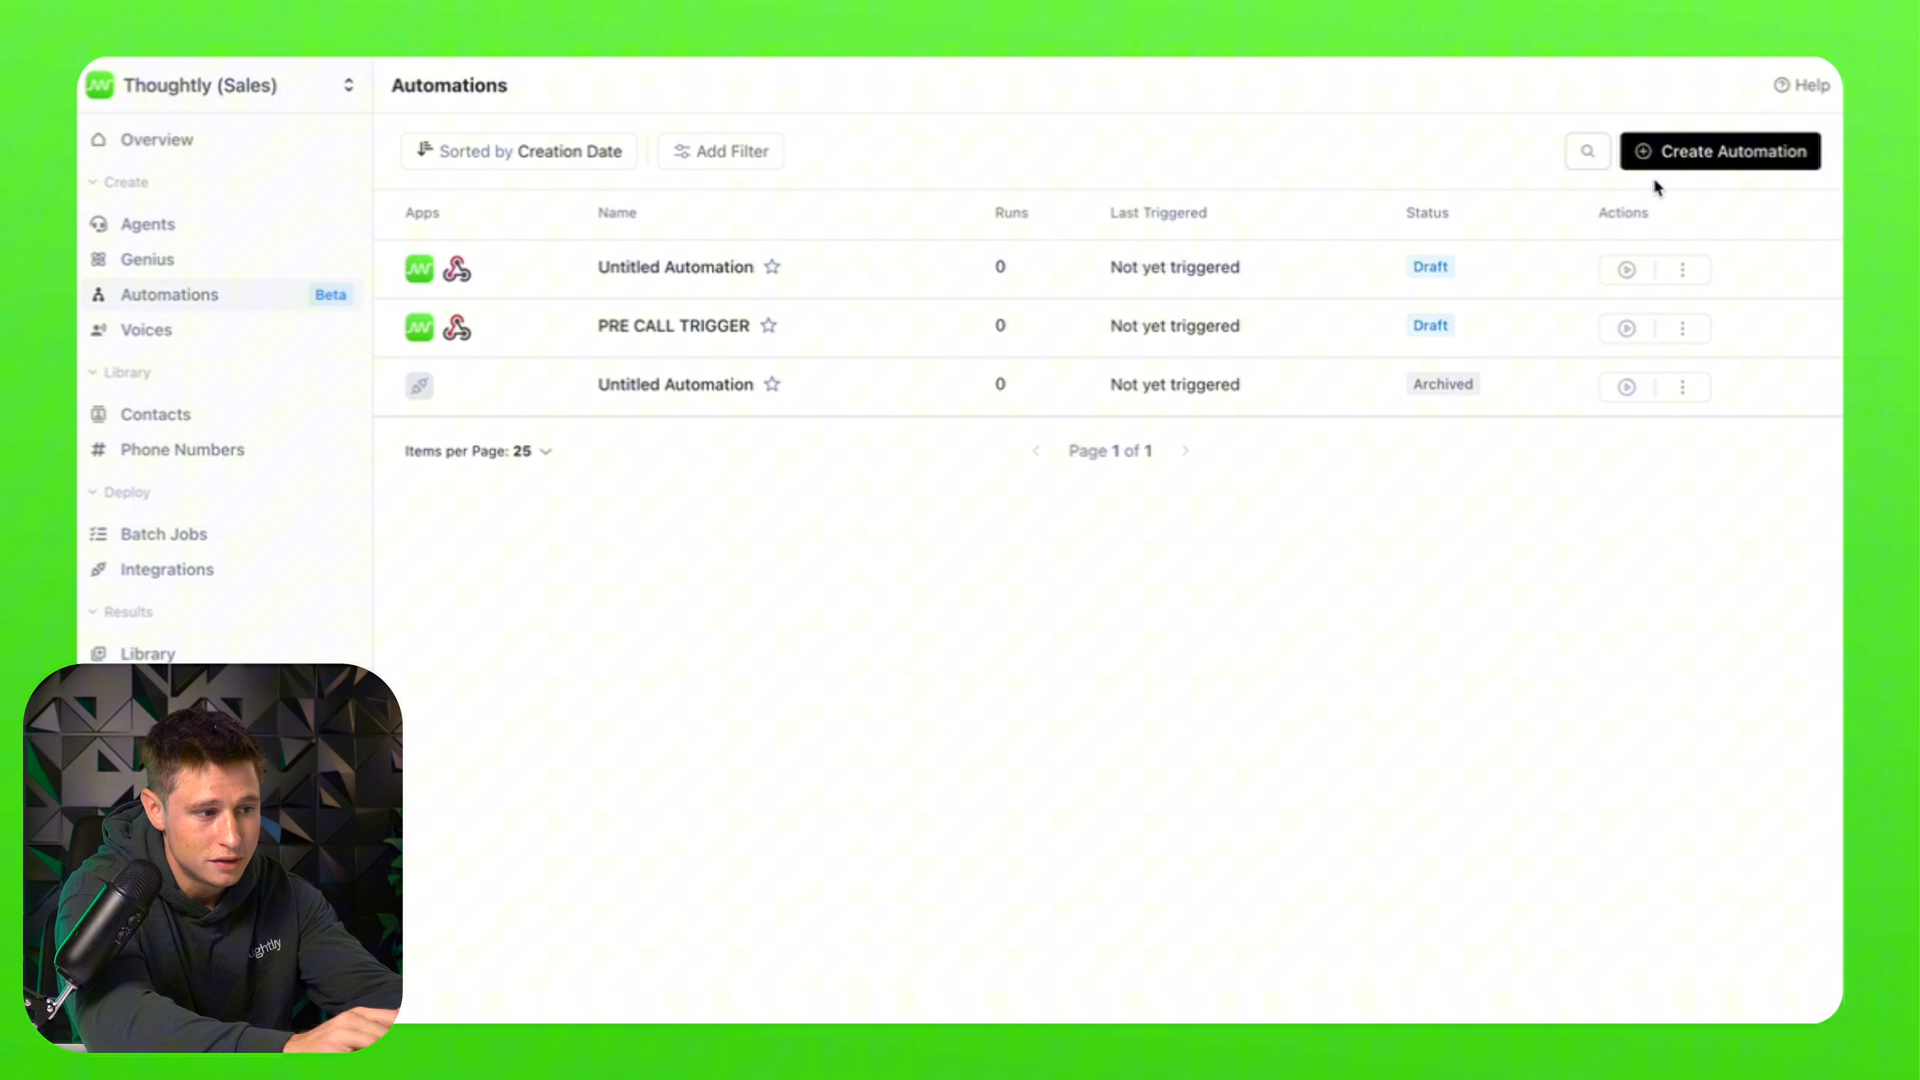 Thoughtly (Sales)
Automations
Help
Overview
Sorted by Creation Date
Add Filter
Create Automation
Create
Apps
Name
Runs
Last Triggered
Status
Actions
Agents
Genius
Untitled Automation
0
Not yet triggered
Draft
Automations
Beta
Voices
PRE CALL TRIGGER
0
Not yet triggered
Draft
Library
Untitled Automation
0
Not yet triggered
Archived
Contacts
Phone Numbers
Items per Page: 25
Page 1 of 1
Deploy
Batch Jobs
Integrations
Results
Library
ughtly